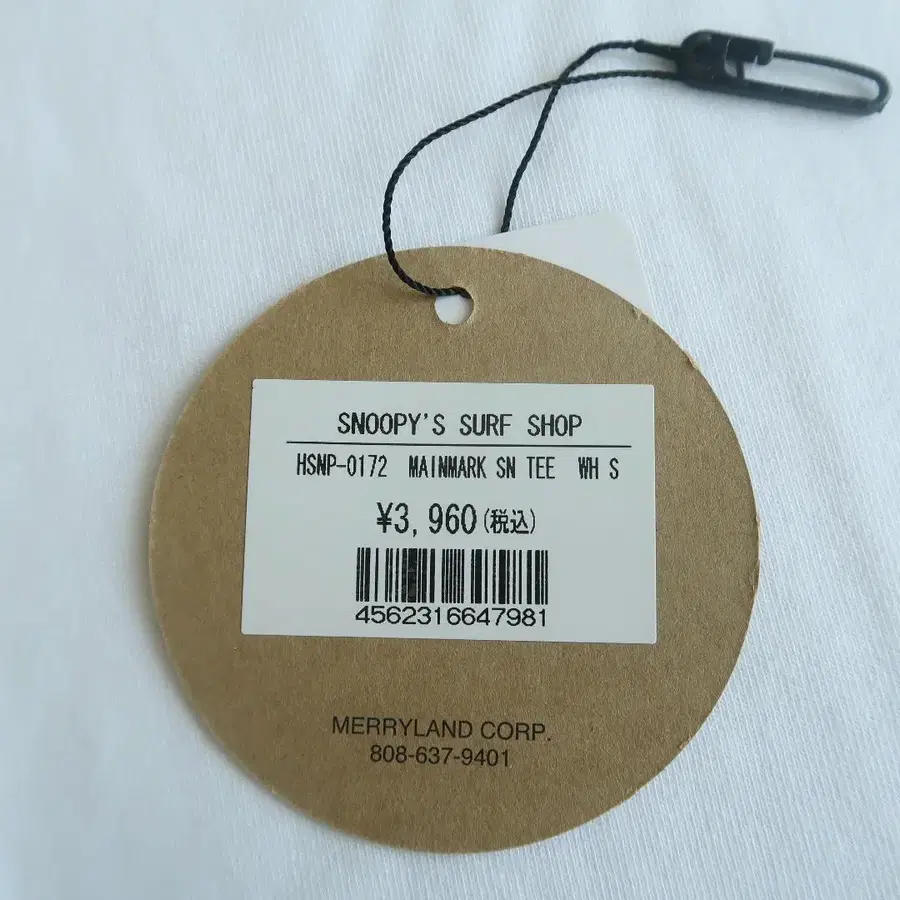 SNOOPY'S SURF SHOP
HSNP-0172 MAINMARK SN TEE WH S
¥3,960(税込)
4562316647981
MERRYLAND CORP.
808-637-9401